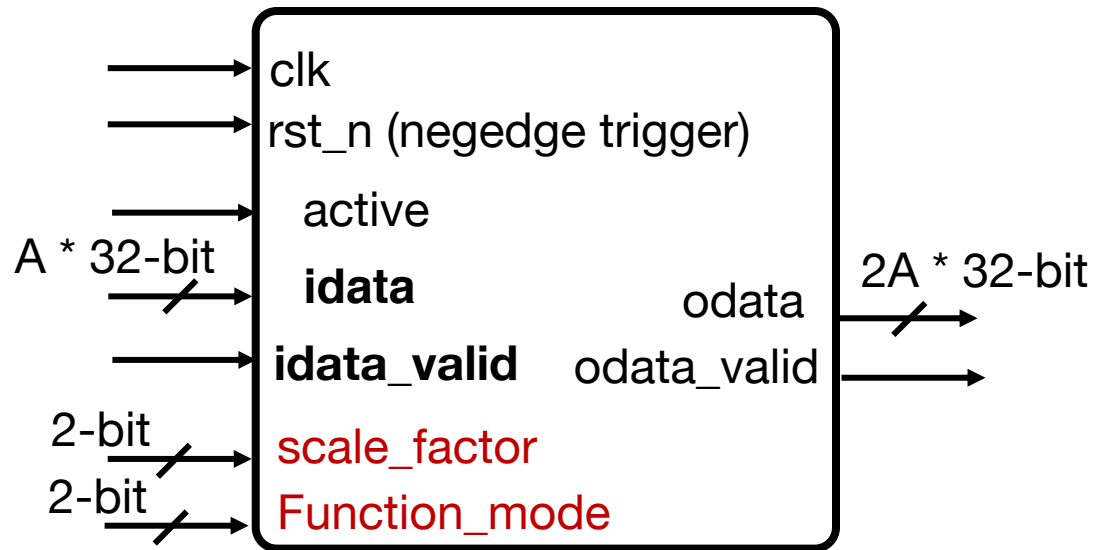 clk
rst_n (negedge trigger)
active
A * 32-bit
idata
2A * 32-bit
odata
idata_valid
odata_valid
2-bit
scale_factor
2-bit
Function_mode